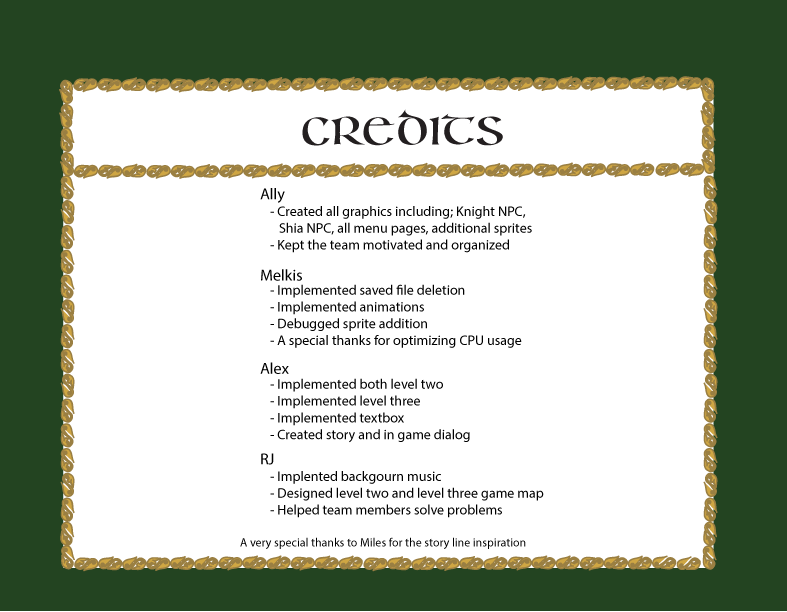 CREDITS
Ally
- Created all graphics including; Knight NPC,
Shia NPC, all menu pages, additional sprites
- Kept the team motivated and organized
Melkis
- Implemented saved file deletion
- Implemented animations
- Debugged sprite addition
- A special thanks for optimizing CPU usage
Alex
- Implemented both level two
- Implemented level three
- Implemented textbox
- Created story and in game dialog
RJ
- Implented backgourn music
- Designed level two and level three game map
- Helped team members solve problems
A very special thanks to Miles for the story line inspiration